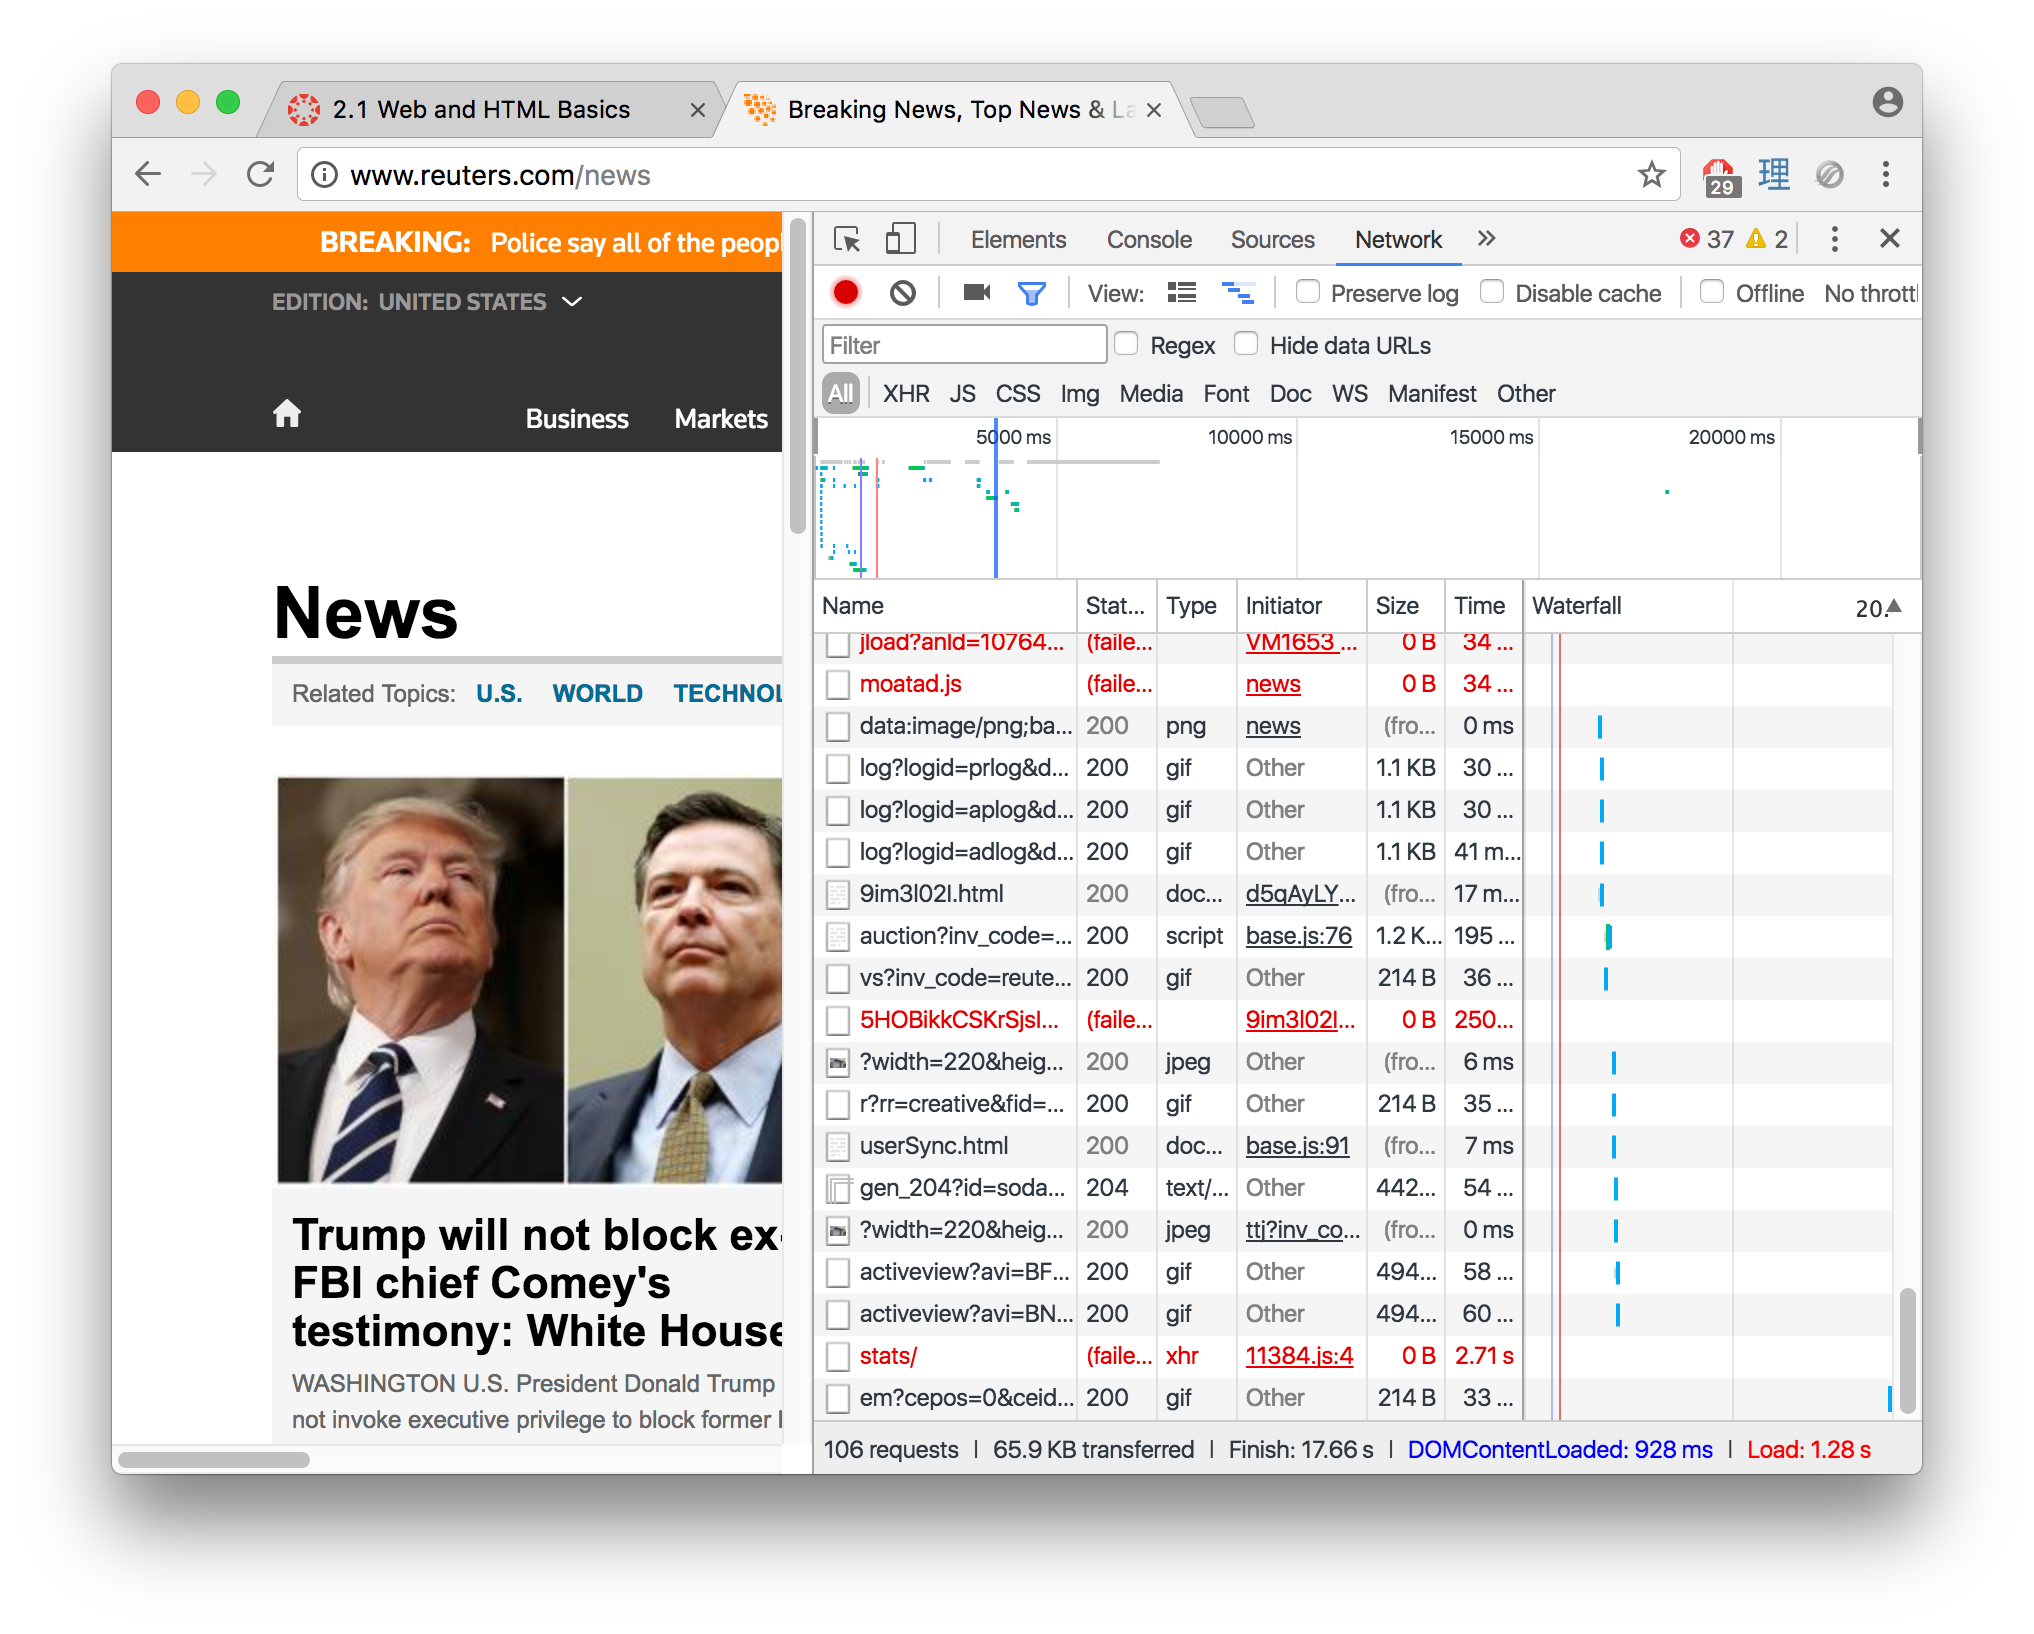 2.1 Web and HTML Basics
Breaking News, Top News & La
www.reuters.com/news
29
理
BREAKING: Police say all of the peopl
EDITION: UNITED STATES
Business Markets
News
Related Topics: U.S. WORLD TECHNOL
Trump will not block ex-
FBI chief Comey's
testimony: White House
WASHINGTON U.S. President Donald Trump
not invoke executive privilege to block former
Elements Console Sources Network » 37 2
View: Preserve log Disable cache Offline No throttl
Filter Regex Hide data URLs
All XHR JS CSS Img Media Font Doc WS Manifest Other
5000 ms 10000 ms 15000 ms 20000 ms
Name Stat... Type Initiator Size Time Waterfall 20.
jload?anId=10764... (faile... VM1653 ... 0 B 34 ...
moatad.js (faile... news 0 B 34 ...
data:image/png;ba... 200 png news (fro... 0 ms
log?logid=prlog&d... 200 gif Other 1.1 KB 30 ...
log?logid=aplog&d... 200 gif Other 1.1 KB 30 ...
log?logid=adlog&d... 200 gif Other 1.1 KB 41 m...
9im3l02I.html 200 doc... d5qAyLY... (fro... 17 m...
auction?inv_code=... 200 script base.js:76 1.2 K... 195 ...
vs?inv_code=reute... 200 gif Other 214 B 36 ...
5HOBikkCSKrSjsI... (faile... 9im3l02I... 0 B 250...
?width=220&heig... 200 jpeg Other (fro... 6 ms
r?rr=creative&fid=... 200 gif Other 214 B 35 ...
userSync.html 200 doc... base.js:91 (fro... 7 ms
gen_204?id=soda... 204 text/... Other 442... 54 ...
?width=220&heig... 200 jpeg ttj?inv_co... (fro... 0 ms
activeview?avi=BF... 200 gif Other 494... 58 ...
activeview?avi=BN... 200 gif Other 494... 60 ...
stats/ (faile... xhr 11384.js:4 0 B 2.71 s
em?cepos=0&ceid... 200 gif Other 214 B 33 ...
106 requests | 65.9 KB transferred | Finish: 17.66 s | DOMContentLoaded: 928 ms | Load: 1.28 s